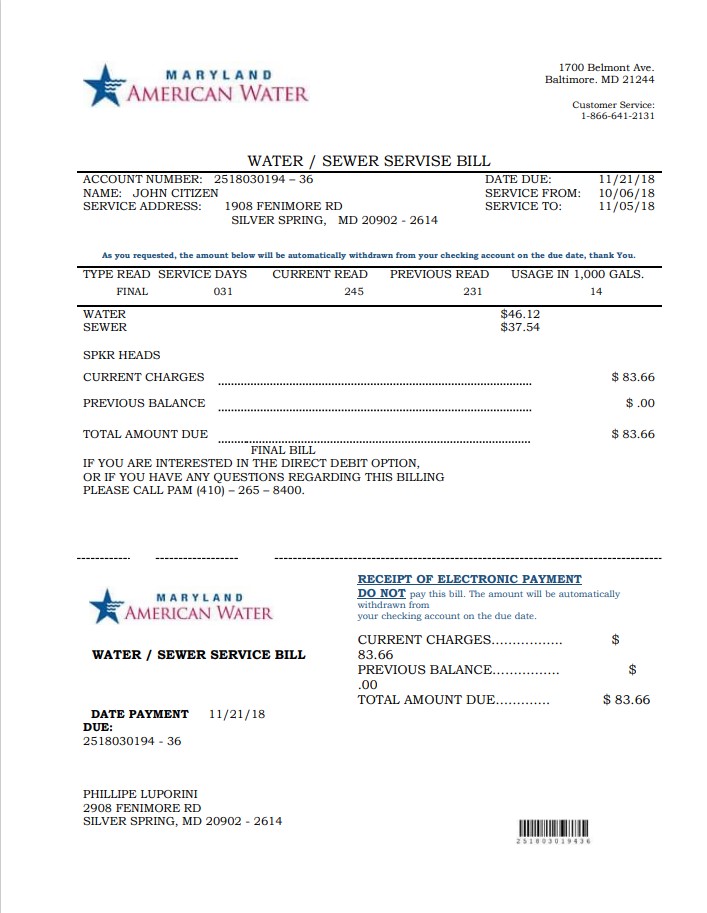 MARYLAND
AMERICAN WATER
1700 Belmont Ave.
Baltimore. MD 21244
Customer Service:
1-866-641-2131
WATER / SEWER SERVISE BILL
ACCOUNT NUMBER: 2518030194 – 36 DATE DUE: 11/21/18
NAME: JOHN CITIZEN SERVICE FROM: 10/06/18
SERVICE ADDRESS: 1908 FENIMORE RD SERVICE TO: 11/05/18
SILVER SPRING, MD 20902 - 2614
As you requested, the amount below will be automatically withdrawn from your checking account on the due date, thank You.
TYPE READ SERVICE DAYS CURRENT READ PREVIOUS READ USAGE IN 1,000 GALS.
FINAL 031 245 231 14
WATER $46.12
SEWER $37.54
SPKR HEADS
CURRENT CHARGES $ 83.66
PREVIOUS BALANCE $ .00
TOTAL AMOUNT DUE $ 83.66
FINAL BILL
IF YOU ARE INTERESTED IN THE DIRECT DEBIT OPTION,
OR IF YOU HAVE ANY QUESTIONS REGARDING THIS BILLING
PLEASE CALL PAM (410) – 265 – 8400.
MARYLAND
AMERICAN WATER
WATER / SEWER SERVICE BILL
DATE PAYMENT 11/21/18
DUE:
2518030194 - 36
PHILLIPE LUPORINI
2908 FENIMORE RD
SILVER SPRING, MD 20902 - 2614
RECEIPT OF ELECTRONIC PAYMENT
DO NOT pay this bill. The amount will be automatically
withdrawn from
your checking account on the due date.
CURRENT CHARGES................. $
83.66
PREVIOUS BALANCE................ $
.00
TOTAL AMOUNT DUE............. $ 83.66
251803019436